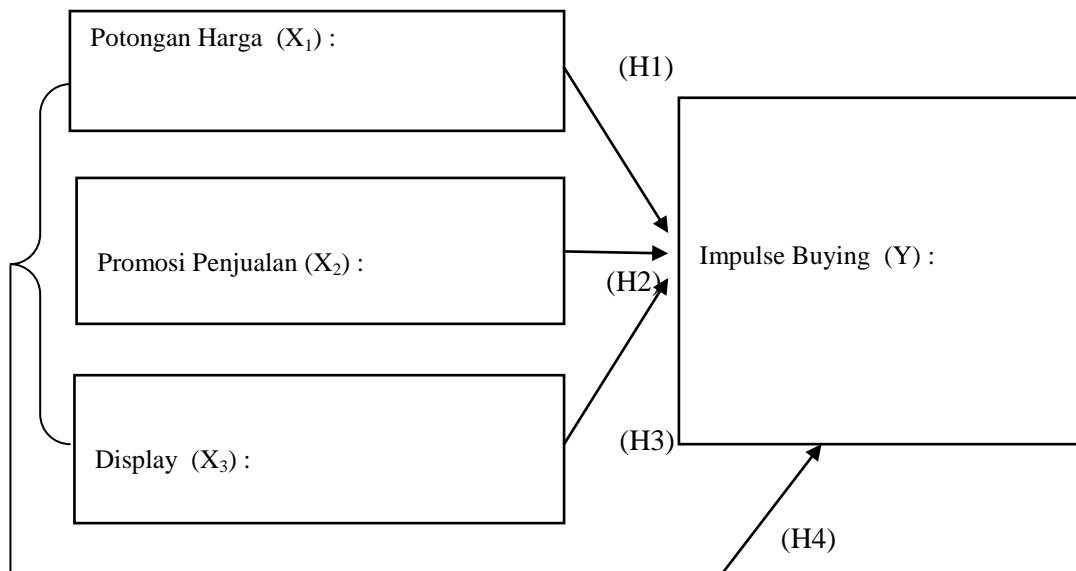 Potongan Harga (X₁) :
(H1)
Promosi Penjualan (X₂) :
Impulse Buying (Y) :
(H2)
Display (X₃) :
(H3)
(H4)